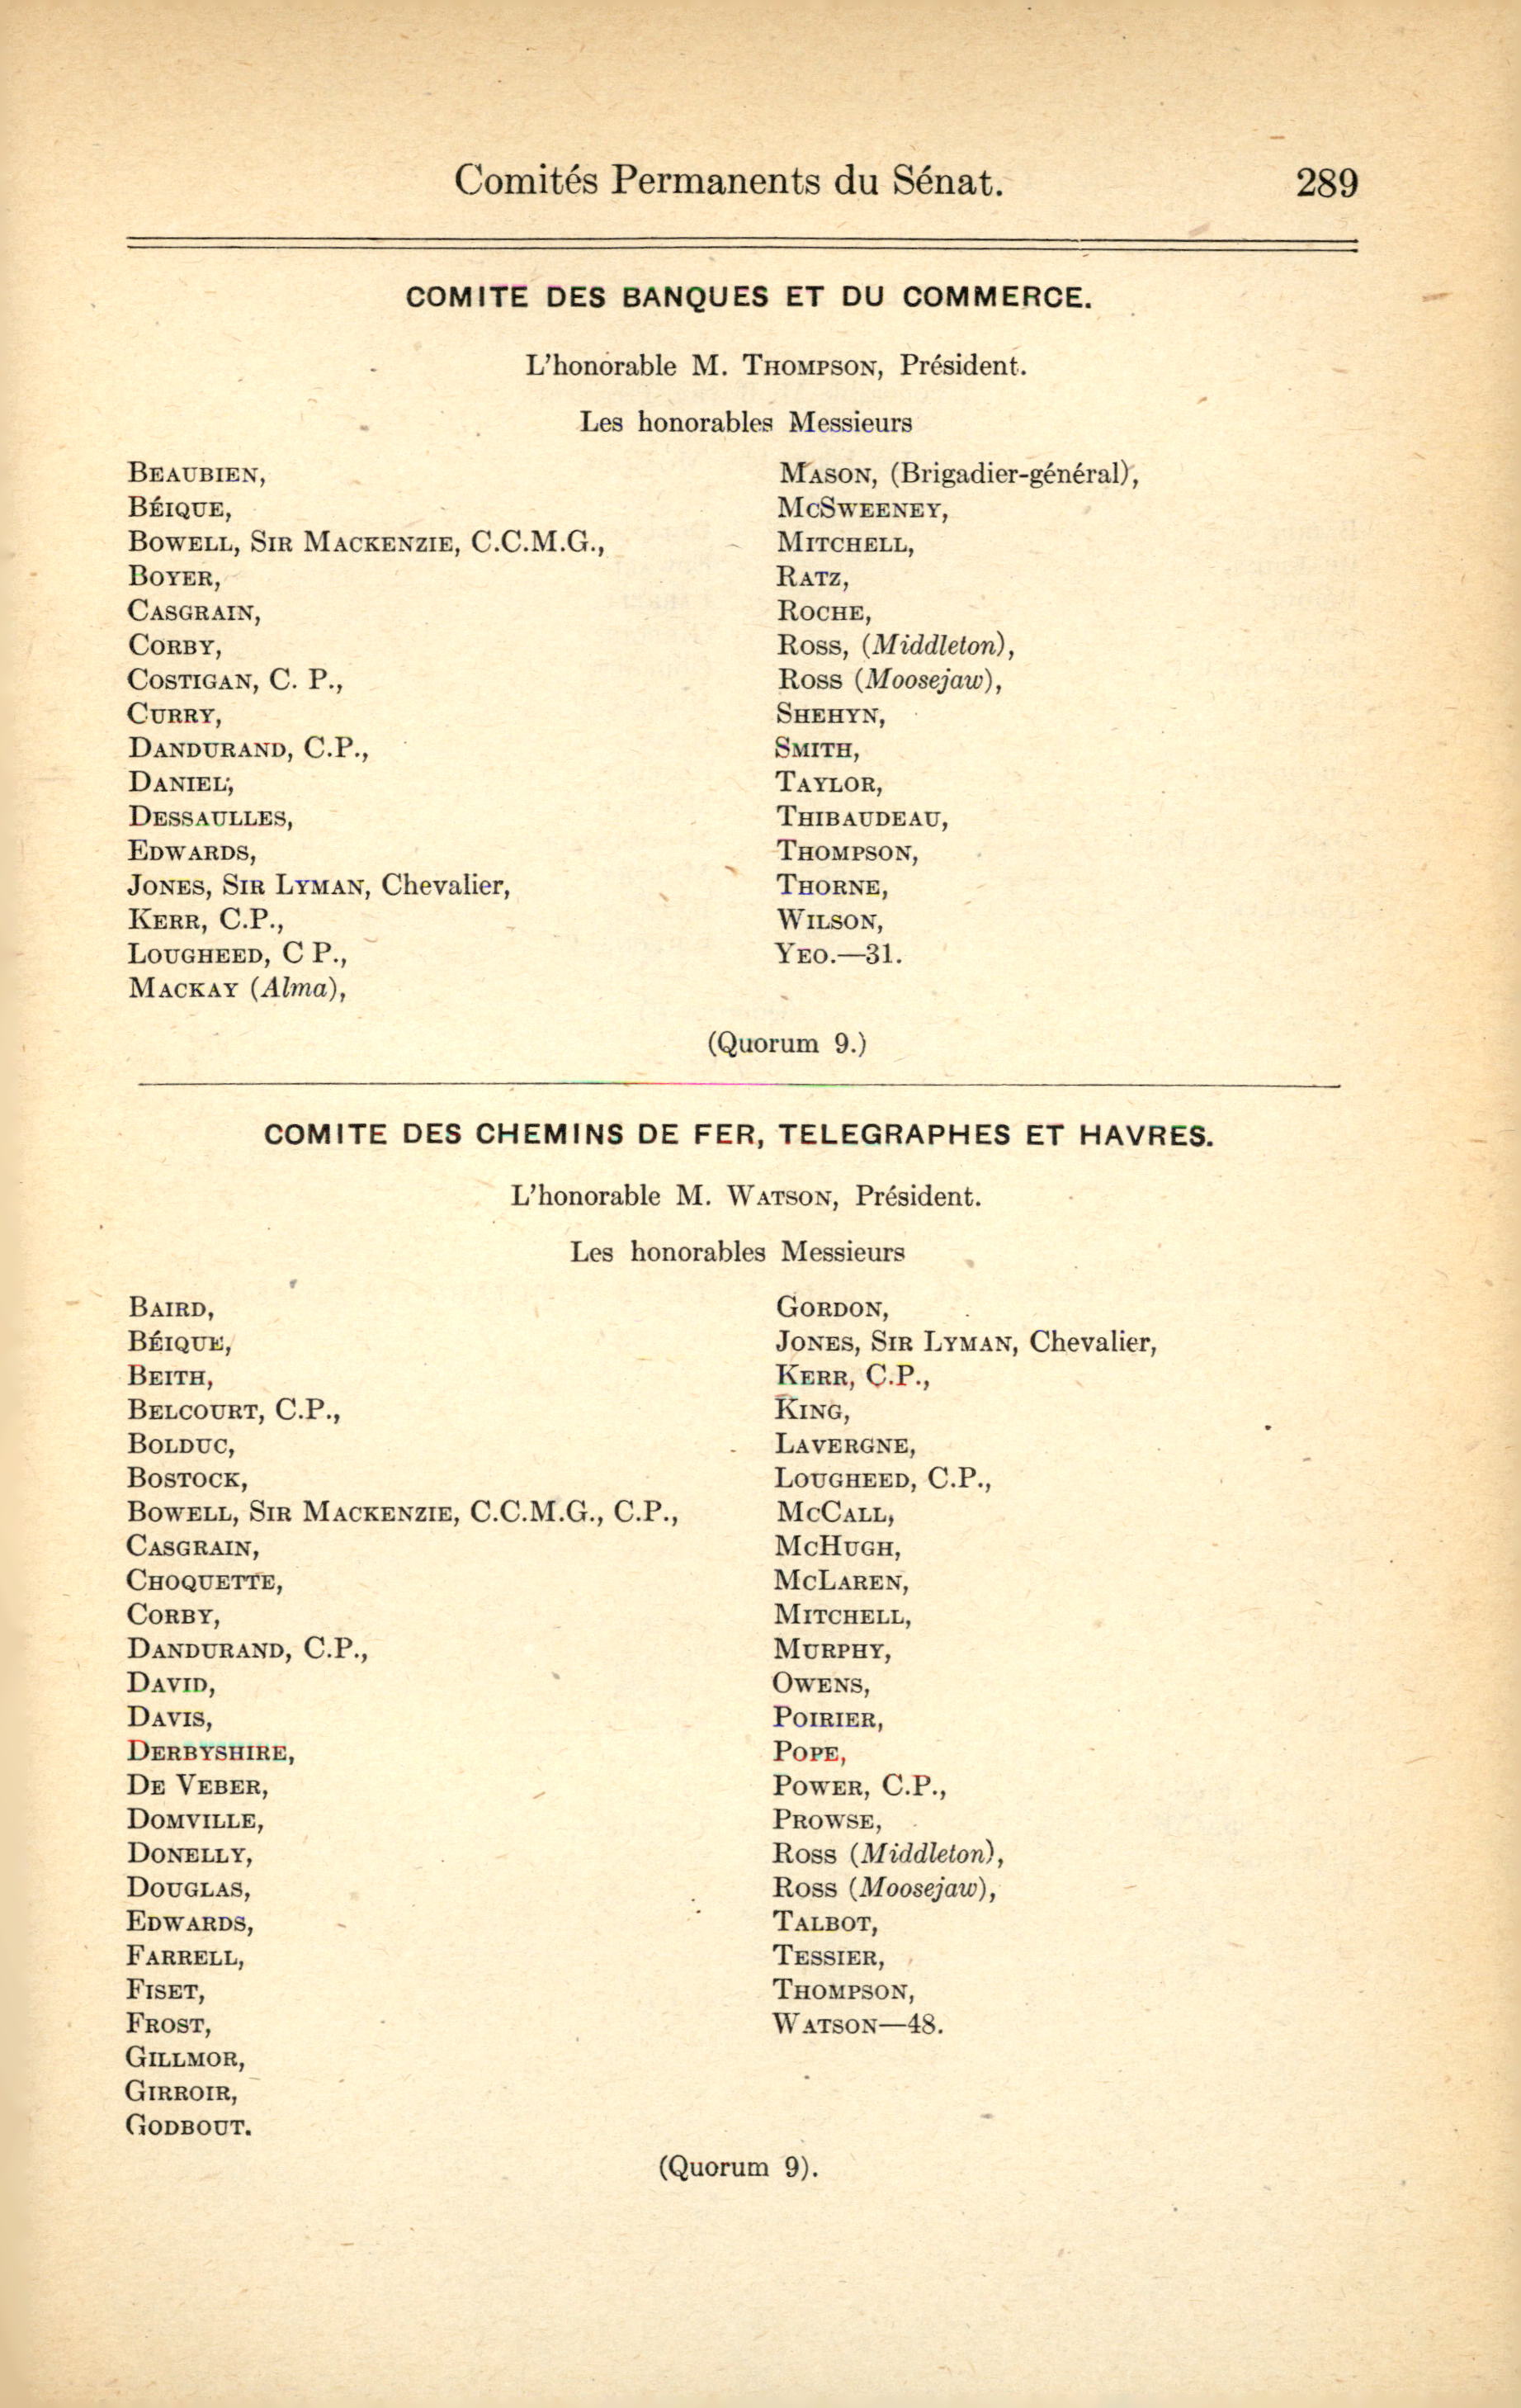 Comités Permanents du Sénat. 289
COMITE DES BANQUES ET DU COMMERCE.
L'honorable M. THOMPSON, Président.
Les honorables Messieurs
BEAUBIEN,
BÉIQUE,
BOWELL, SIR MACKENZIE, C.C.M.G.,
BOYER,
CASGRAIN,
CORBY,
COSTIGAN, C. P.,
CURRY,
DANDURAND, C.P.,
DANIEL,
DESSAULLES,
EDWARDS,
JONES, SIR LYMAN, Chevalier,
KERR, C.P.,
LOUGHEED, C P.,
MACKAY (Alma),
MASON, (Brigadier-général),
MCSWEENEY,
MITCHELL,
RATZ,
ROCHE,
ROSS, (Middleton),
ROSS (Moosejaw),
SHEHYN,
SMITH,
TAYLOR,
THIBAUDEAU,
THOMPSON,
THORNE,
WILSON,
YEO.—31.
(Quorum 9.)
COMITE DES CHEMINS DE FER, TELEGRAPHES ET HAVRES.
L'honorable M. WATSON, Président.
Les honorables Messieurs
BAIRD,
BÉIQUE,
BEITH,
BELCOURT, C.P.,
BOLDUC,
BOSTOCK,
BOWELL, SIR MACKENZIE, C.C.M.G., C.P.,
CASGRAIN,
CHOQUETTE,
CORBY,
DANDURAND, C.P.,
DAVID,
DAVIS,
DERBYSHIRE,
DE VEBER,
DOMVILLE,
DONELLY,
DOUGLAS,
EDWARDS,
FARRELL,
FISET,
FROST,
GILLMOR,
GIRROIR,
GODBOUT.
GORDON,
JONES, SIR LYMAN, Chevalier,
KERR, C.P.,
KING,
LAVERGNE,
LOUGHEED, C.P.,
MCCALL,
MCHUGH,
MCLAREN,
MITCHELL,
MURPHY,
OWENS,
POIRIER,
POPE,
POWER, C.P.,
PROWSE,
ROSS (Middleton),
ROSS (Moosejaw),
TALBOT,
TESSIER,
THOMPSON,
WATSON—48.
(Quorum 9).